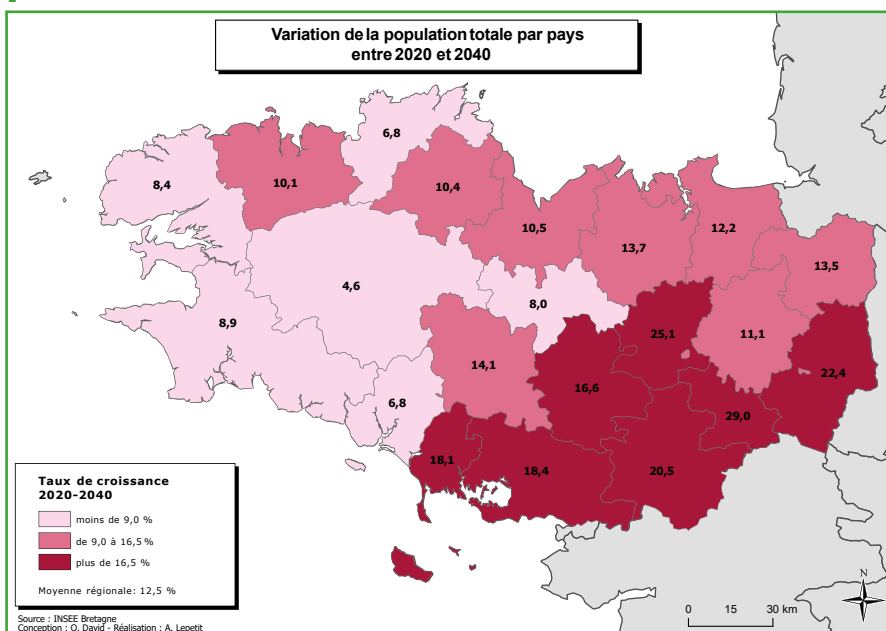 Variation de la population totale par pays
entre 2020 et 2040
6,8
8,4
10,1
10,4
10,5
12,2
13,7
13,5
4,6
8,0
8,9
25,1
11,1
14,1
22,4
16,6
6,8
29,0
18,1
18,4
20,5
Taux de croissance
2020-2040
moins de 9,0 %
de 9,0 à 16,5 %
plus de 16,5 %
Moyenne régionale: 12,5 %
N
0 15 30 km
Source : INSEE Bretagne
Conception : O. David - Réalisation : A. Lepetit